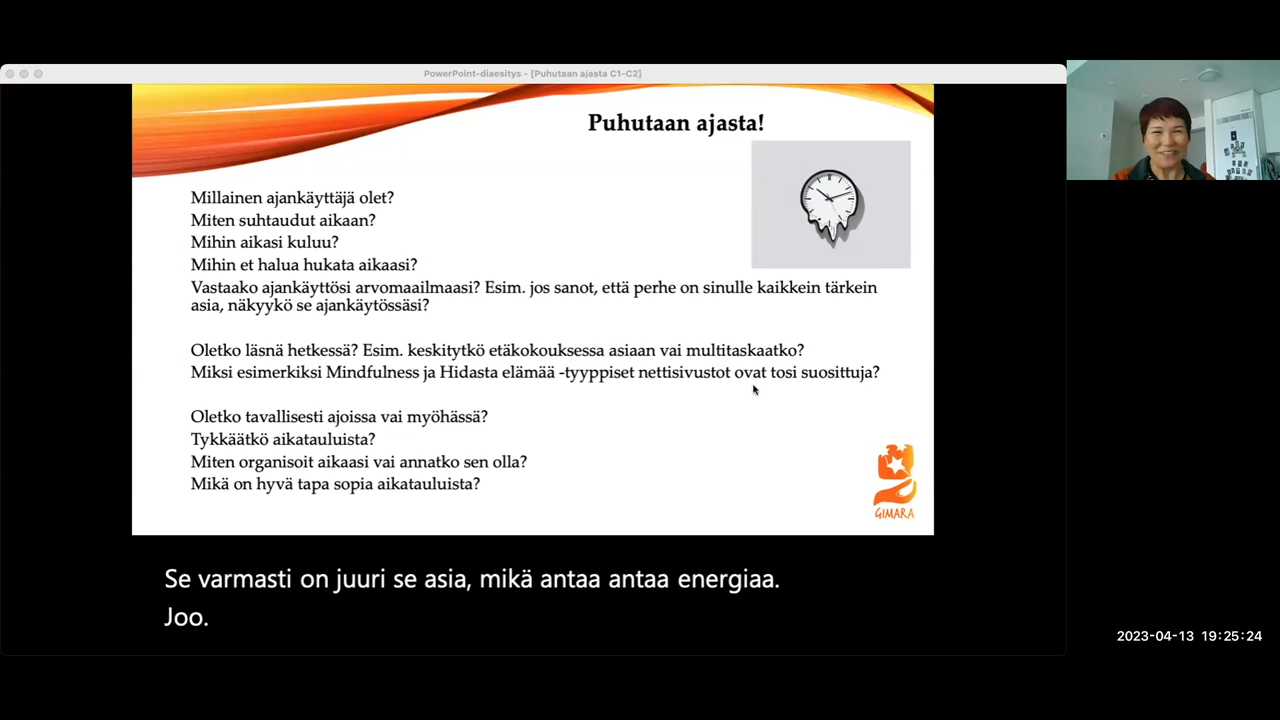 PowerPoint-diaesitys - [Puhutaan ajasta C1-C2]
Puhutaan ajasta!
Millainen ajankäyttäjä olet?
Miten suhtaudut aikaan?
Mihin aikasi kuluu?
Mihin et halua hukata aikaasi?
Vastaako ajankäyttösi arvomaailmaasi? Esim. jos sanot, että perhe on sinulle kaikkein tärkein
asia, näkyykö se ajankäytössäsi?
Oletko läsnä hetkessä? Esim. keskitytkö etäkokouksessa asiaan vai multitaskaatko?
Miksi esimerkiksi Mindfulness ja Hidasta elämää -tyyppiset nettisivustot ovat tosi suosittuja?
Oletko tavallisesti ajoissa vai myöhässä?
Tykkäätkö aikatauluista?
Miten organisoit aikaasi vai annatko sen olla?
Mikä on hyvä tapa sopia aikatauluista?
GIMARA
Se varmasti on juuri se asia, mikä antaa antaa energiaa.
Joo.
2023-04-13 19:25:24